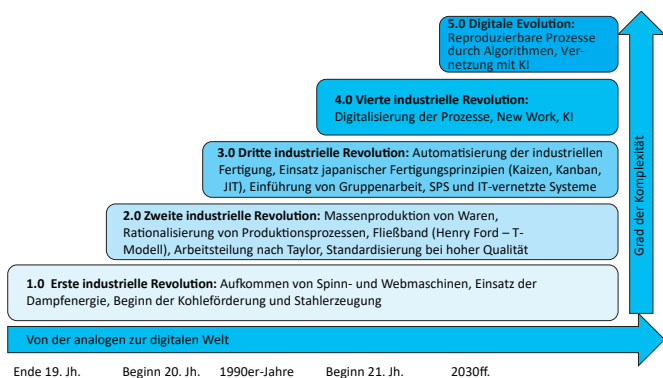 5.0 Digitale Evolution:
Reproduzierbare Prozesse
durch Algorithmen, Ver-
netzung mit KI
4.0 Vierte industrielle Revolution:
Digitalisierung der Prozesse, New Work, KI
3.0 Dritte industrielle Revolution: Automatisierung der industriellen
Fertigung, Einsatz japanischer Fertigungsprinzipien (Kaizen, Kanban,
JIT), Einführung von Gruppenarbeit, SPS und IT-vernetzte Systeme
2.0 Zweite industrielle Revolution: Massenproduktion von Waren,
Rationalisierung von Produktionsprozessen, Fließband (Henry Ford – T-
Modell), Arbeitsteilung nach Taylor, Standardisierung bei hoher Qualität
1.0 Erste industrielle Revolution: Aufkommen von Spinn- und Webmaschinen, Einsatz der
Dampfenergie, Beginn der Kohleförderung und Stahlerzeugung
Grad der Komplexität
Von der analogen zur digitalen Welt
Ende 19. Jh. Beginn 20. Jh. 1990er-Jahre Beginn 21. Jh. 2030ff.